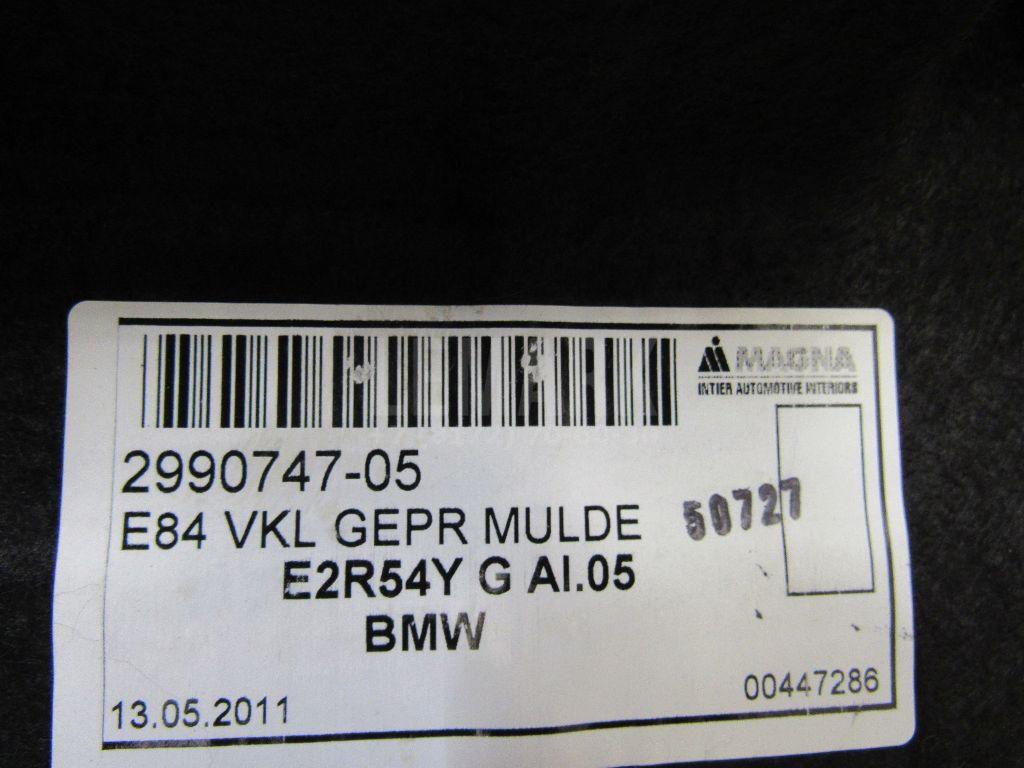 MAGNA
INTIER AUTOMOTIVE INTERIORS
2990747-05
E84 VKL GEPR MULDE
50727
E2R54Y G AI.05
BMW
00447286
13.05.2011